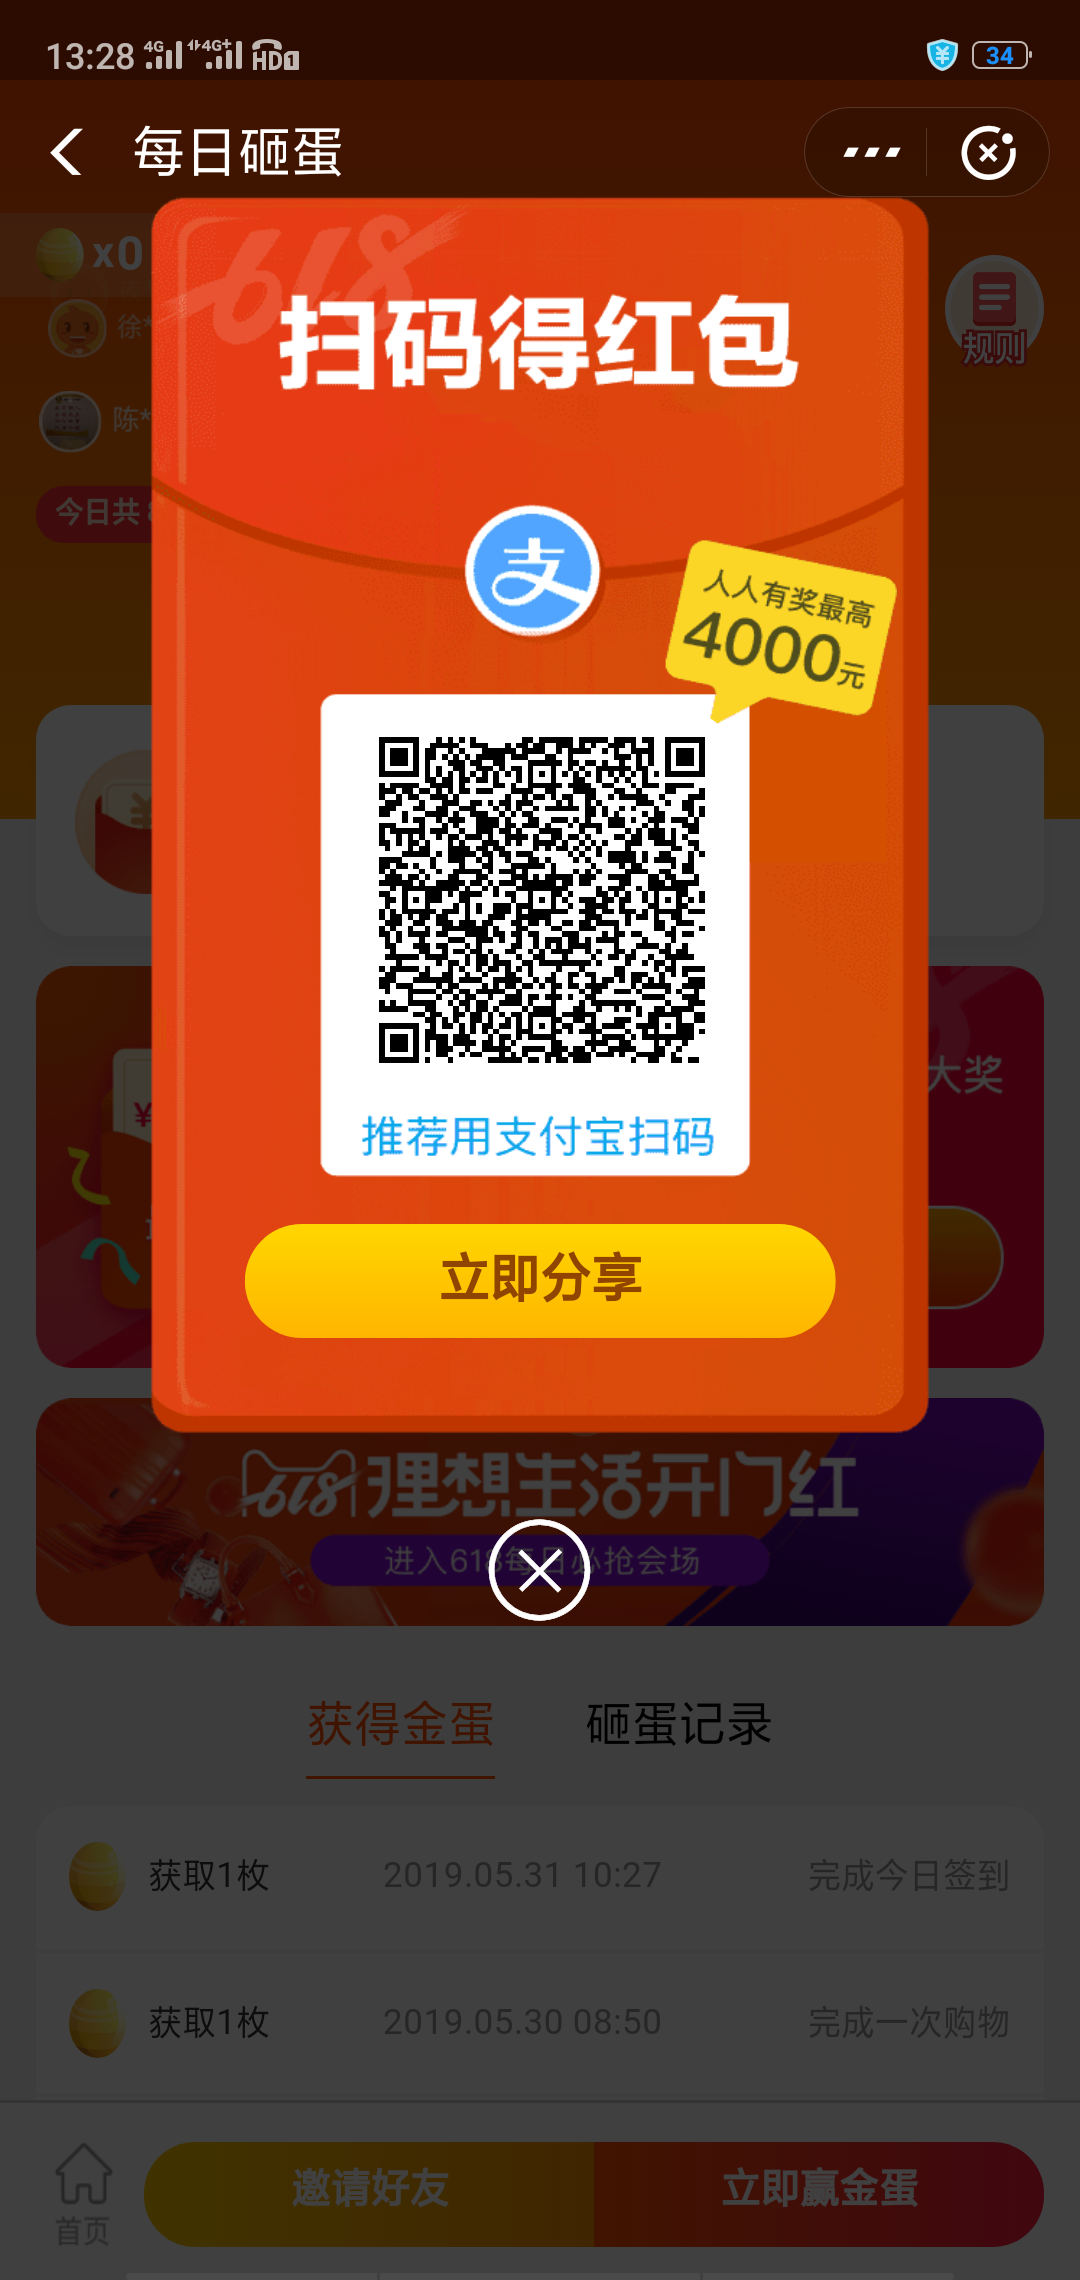 13:28 4G 4G+ HD1 34
每日砸蛋
x0
618
扫码得红包
徐*
规则
陈*
今日共
支
人人有奖最高
4000元
¥
推荐用支付宝扫码
大奖
¥
立即分享
618理想生活开门红
进入618每日必抢会场
获得金蛋 砸蛋记录
获取1枚 2019.05.31 10:27 完成今日签到
获取1枚 2019.05.30 08:50 完成一次购物
首页 邀请好友 立即赢金蛋